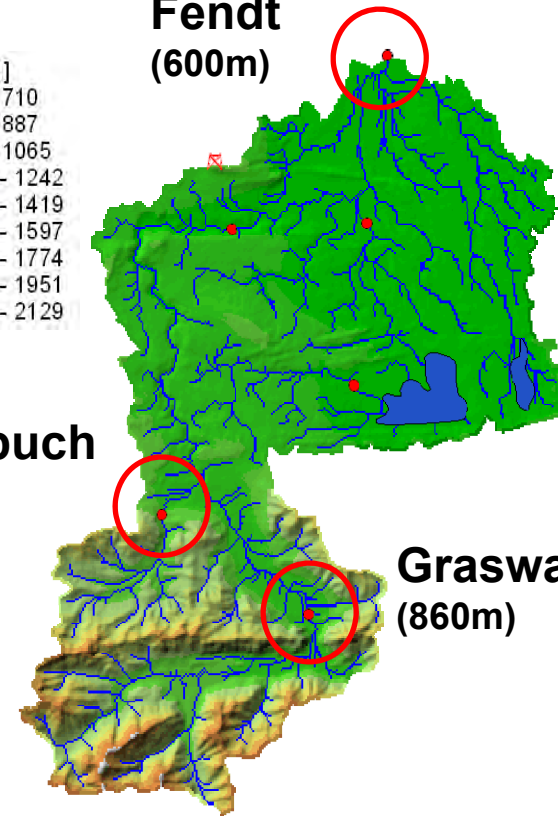 Fendt
(600m)
]
710
887
1065
- 1242
- 1419
- 1597
- 1774
- 1951
- 2129
ouch
Graswa
(860m)